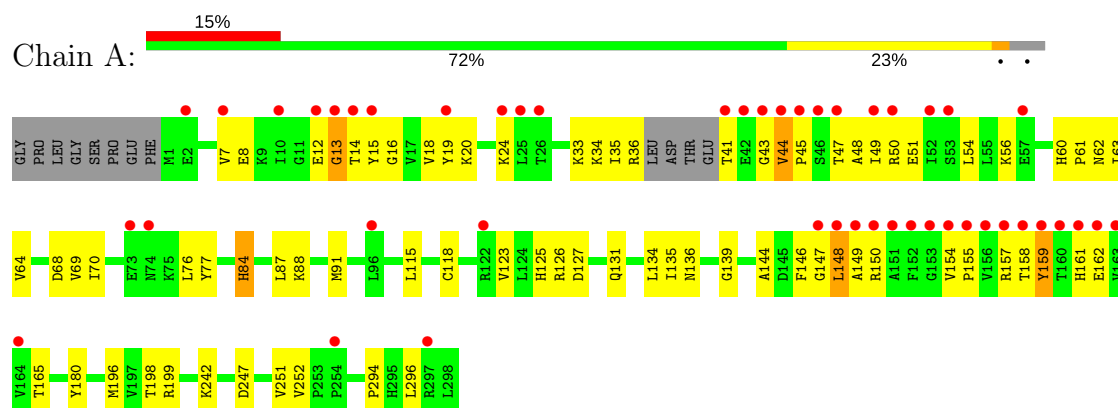 15%
Chain A:
72% 23% • •
GLY PRO LEU GLY SER PRO GLU PHE M1 E2 V7 E8 K9 I10 G11 E12 G13 T14 Y15 G16 V17 V18 Y19 K20 K24 L25 T26 K33 K34 I35 R36 LEU ASP THR GLU T41 E42 G43 V44 P45 S46 T47 A48 I49 R50 E51 I52 S53 L54 L55 K56 E57 H60 P61 N62 I63
V64 D68 V69 I70 E73 N74 K75 L76 Y77 H84 L87 K88 M91 L96 L115 C118 R122 V123 L124 H125 R126 D127 Q131 L134 I135 N136 G139 A144 D145 F146 G147 L148 A149 R150 A151 F152 G153 V154 P155 V156 R157 T158 Y159 T160 H161 E162 V163
V164 T165 Y180 M196 V197 T198 R199 K242 D247 V251 V252 P253 P254 P294 H295 L296 R297 L298